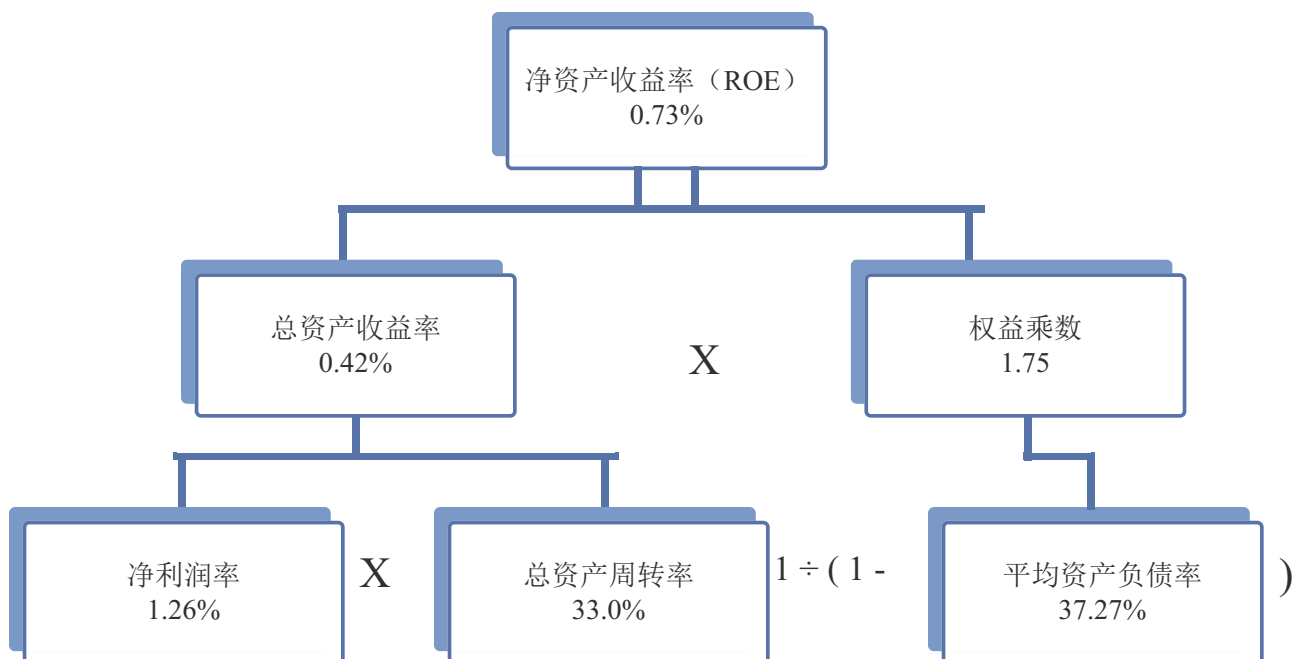 净资产收益率（ROE）
0.73%
总资产收益率
0.42%
X
权益乘数
1.75
净利润率
1.26%
X
总资产周转率
33.0%
1 ÷ ( 1 -
平均资产负债率
37.27%
)